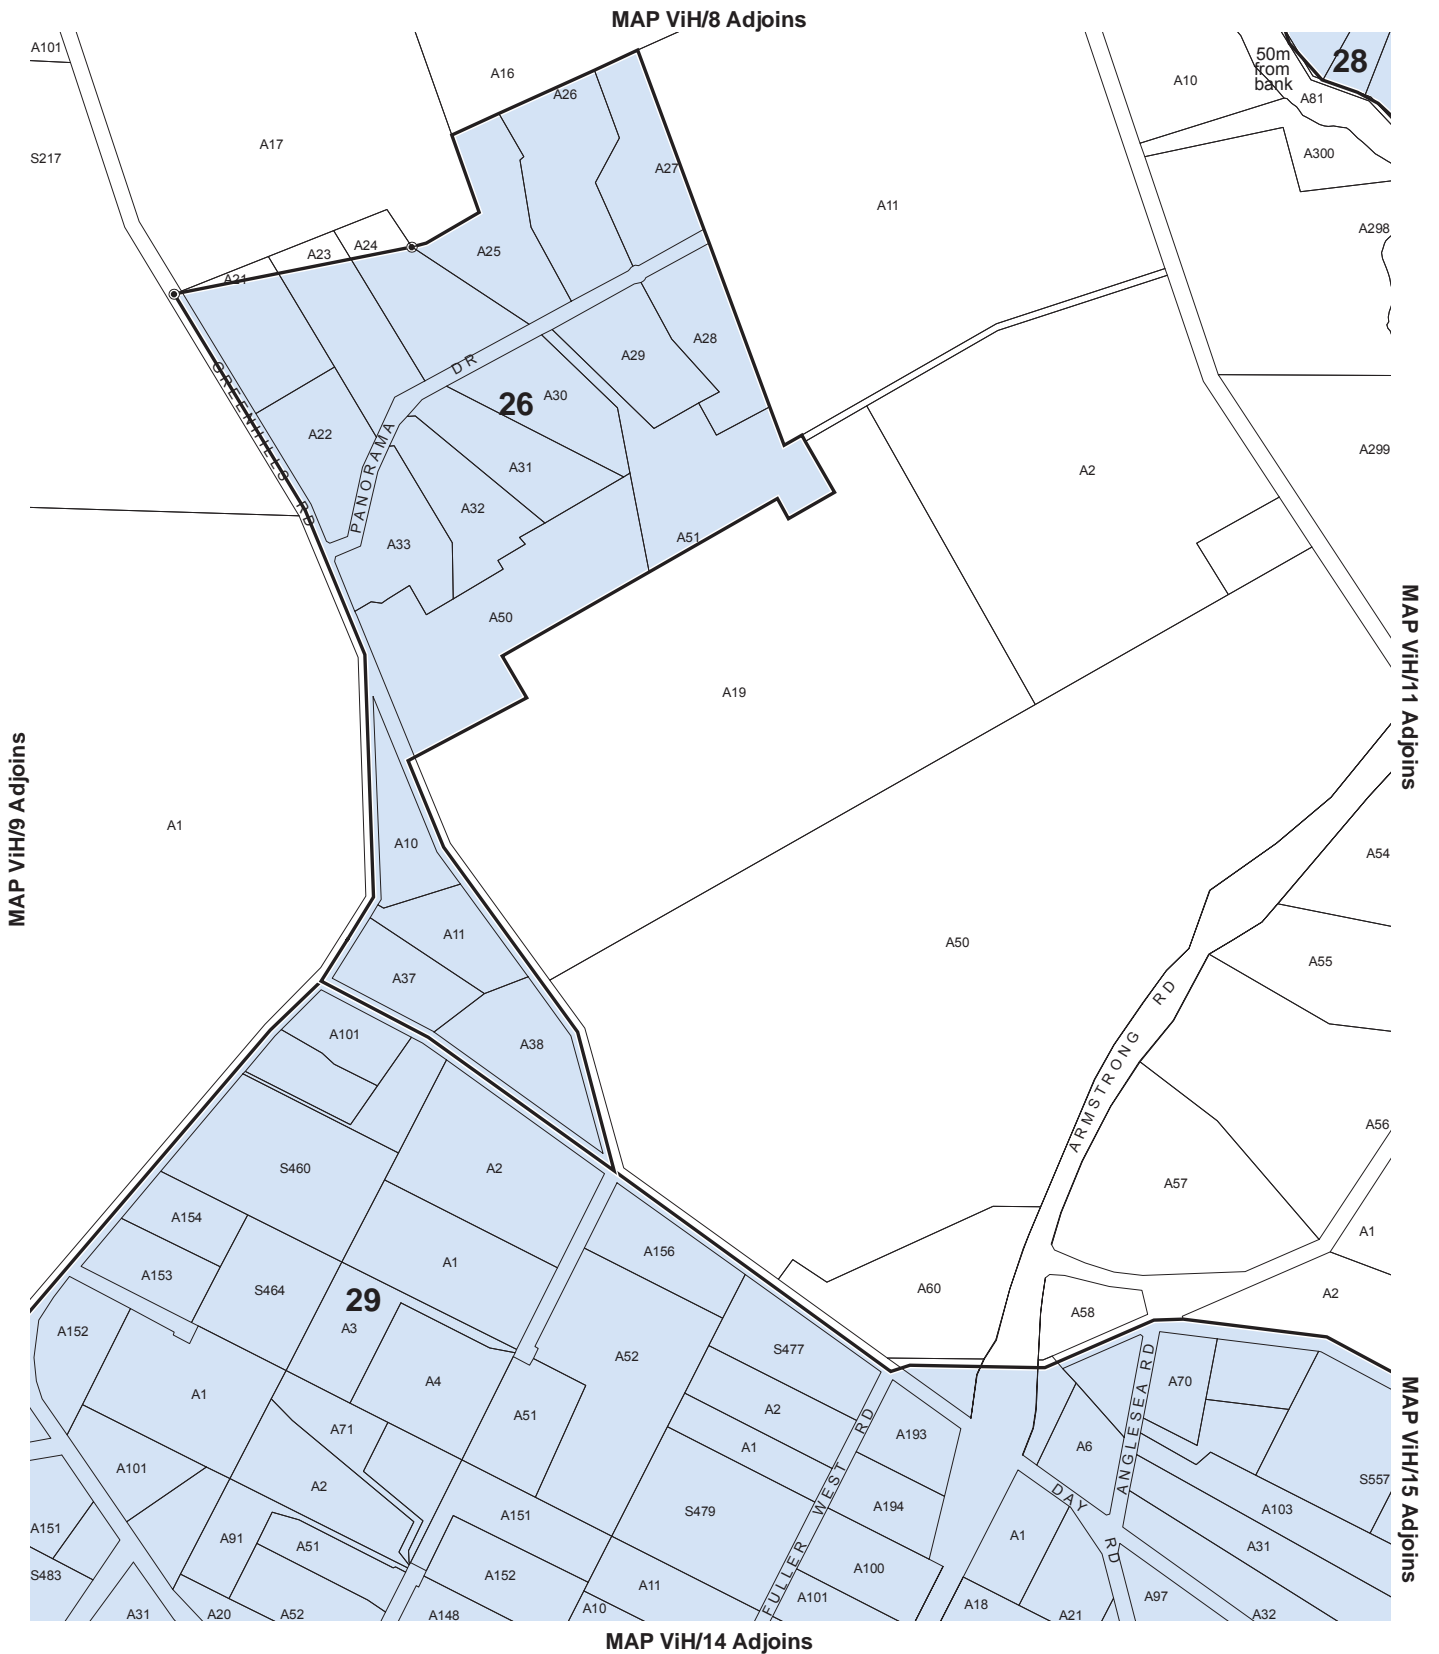 MAP ViH/8 Adjoins
A101
A16
A10
50m
from
bank
28
A81
A26
S217
A17
A27
A300
A11
A298
A21
A23
A24
A25
GREENHILLS RD
PANORAMA DR
A28
A29
26
A30
A22
A31
A2
A299
A32
A33
A51
A50
A19
MAP ViH/11 Adjoins
MAP ViH/9 Adjoins
A1
A10
A54
A11
A37
A50
A55
ARMSTRONG RD
A101
A38
A56
S460
A2
A57
A154
A156
A1
A153
A1
S464
A60
A2
29
A3
A58
A152
A52
S477
A1
A4
A70
ANGLESEA RD
MAP ViH/15 Adjoins
A51
A2
FULLER WEST RD
A193
A71
A1
A6
A101
A2
S479
A194
DAY RD
S557
A103
A151
A151
A91
A51
A1
A31
S483
A152
A11
A100
A101
A97
A31
A20
A52
A148
A10
A18
A21
A32
MAP ViH/14 Adjoins